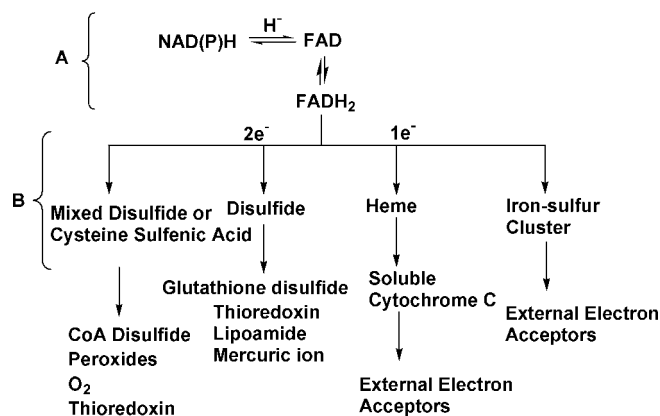 H⁻
NAD(P)H FAD
A
FADH₂
2e⁻ 1e⁻
B
Mixed Disulfide or
Cysteine Sulfenic Acid
Disulfide
Heme
Iron-sulfur
Cluster
Glutathione disulfide
Thioredoxin
Lipoamide
Mercuric ion
Soluble
Cytochrome C
External Electron
Acceptors
CoA Disulfide
Peroxides
O₂
Thioredoxin
External Electron
Acceptors